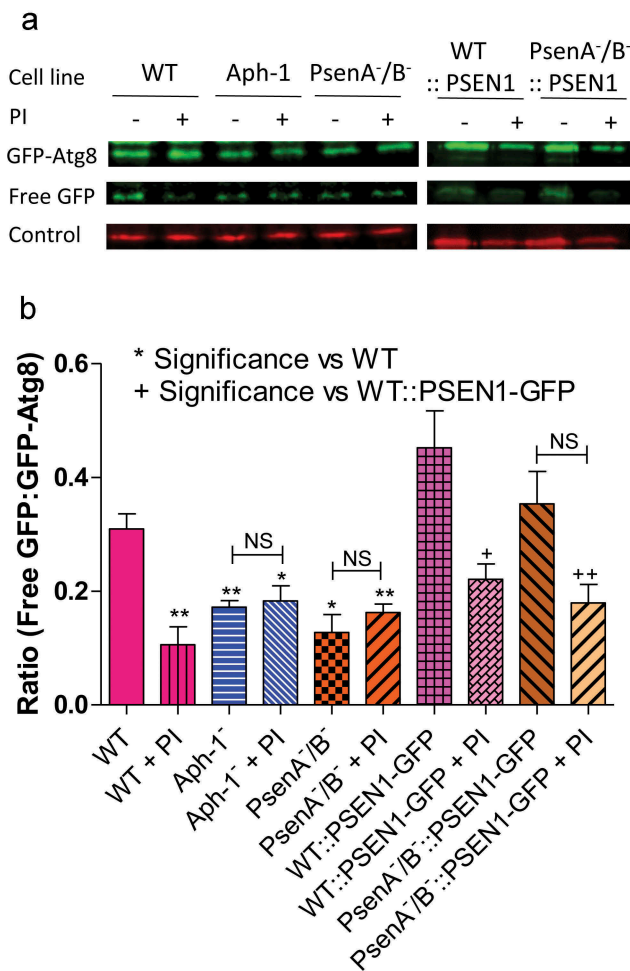 a
Cell line WT Aph-1 PsenA⁻/B⁻ WT :: PSEN1 PsenA⁻/B⁻ :: PSEN1
PI - + - + - + - + - +
GFP-Atg8
Free GFP
Control
b
Ratio (Free GFP:GFP-Atg8)
0.6
0.4
0.2
0.0
* Significance vs WT
+ Significance vs WT::PSEN1-GFP
NS
NS
NS
**
**
*
*
**
+
++
WT
WT + PI
Aph-1⁻
Aph-1⁻ + PI
PsenA⁻/B⁻
PsenA⁻/B⁻ + PI
WT::PSEN1-GFP
WT::PSEN1-GFP + PI
PsenA⁻/B⁻::PSEN1-GFP
PsenA⁻/B⁻::PSEN1-GFP + PI